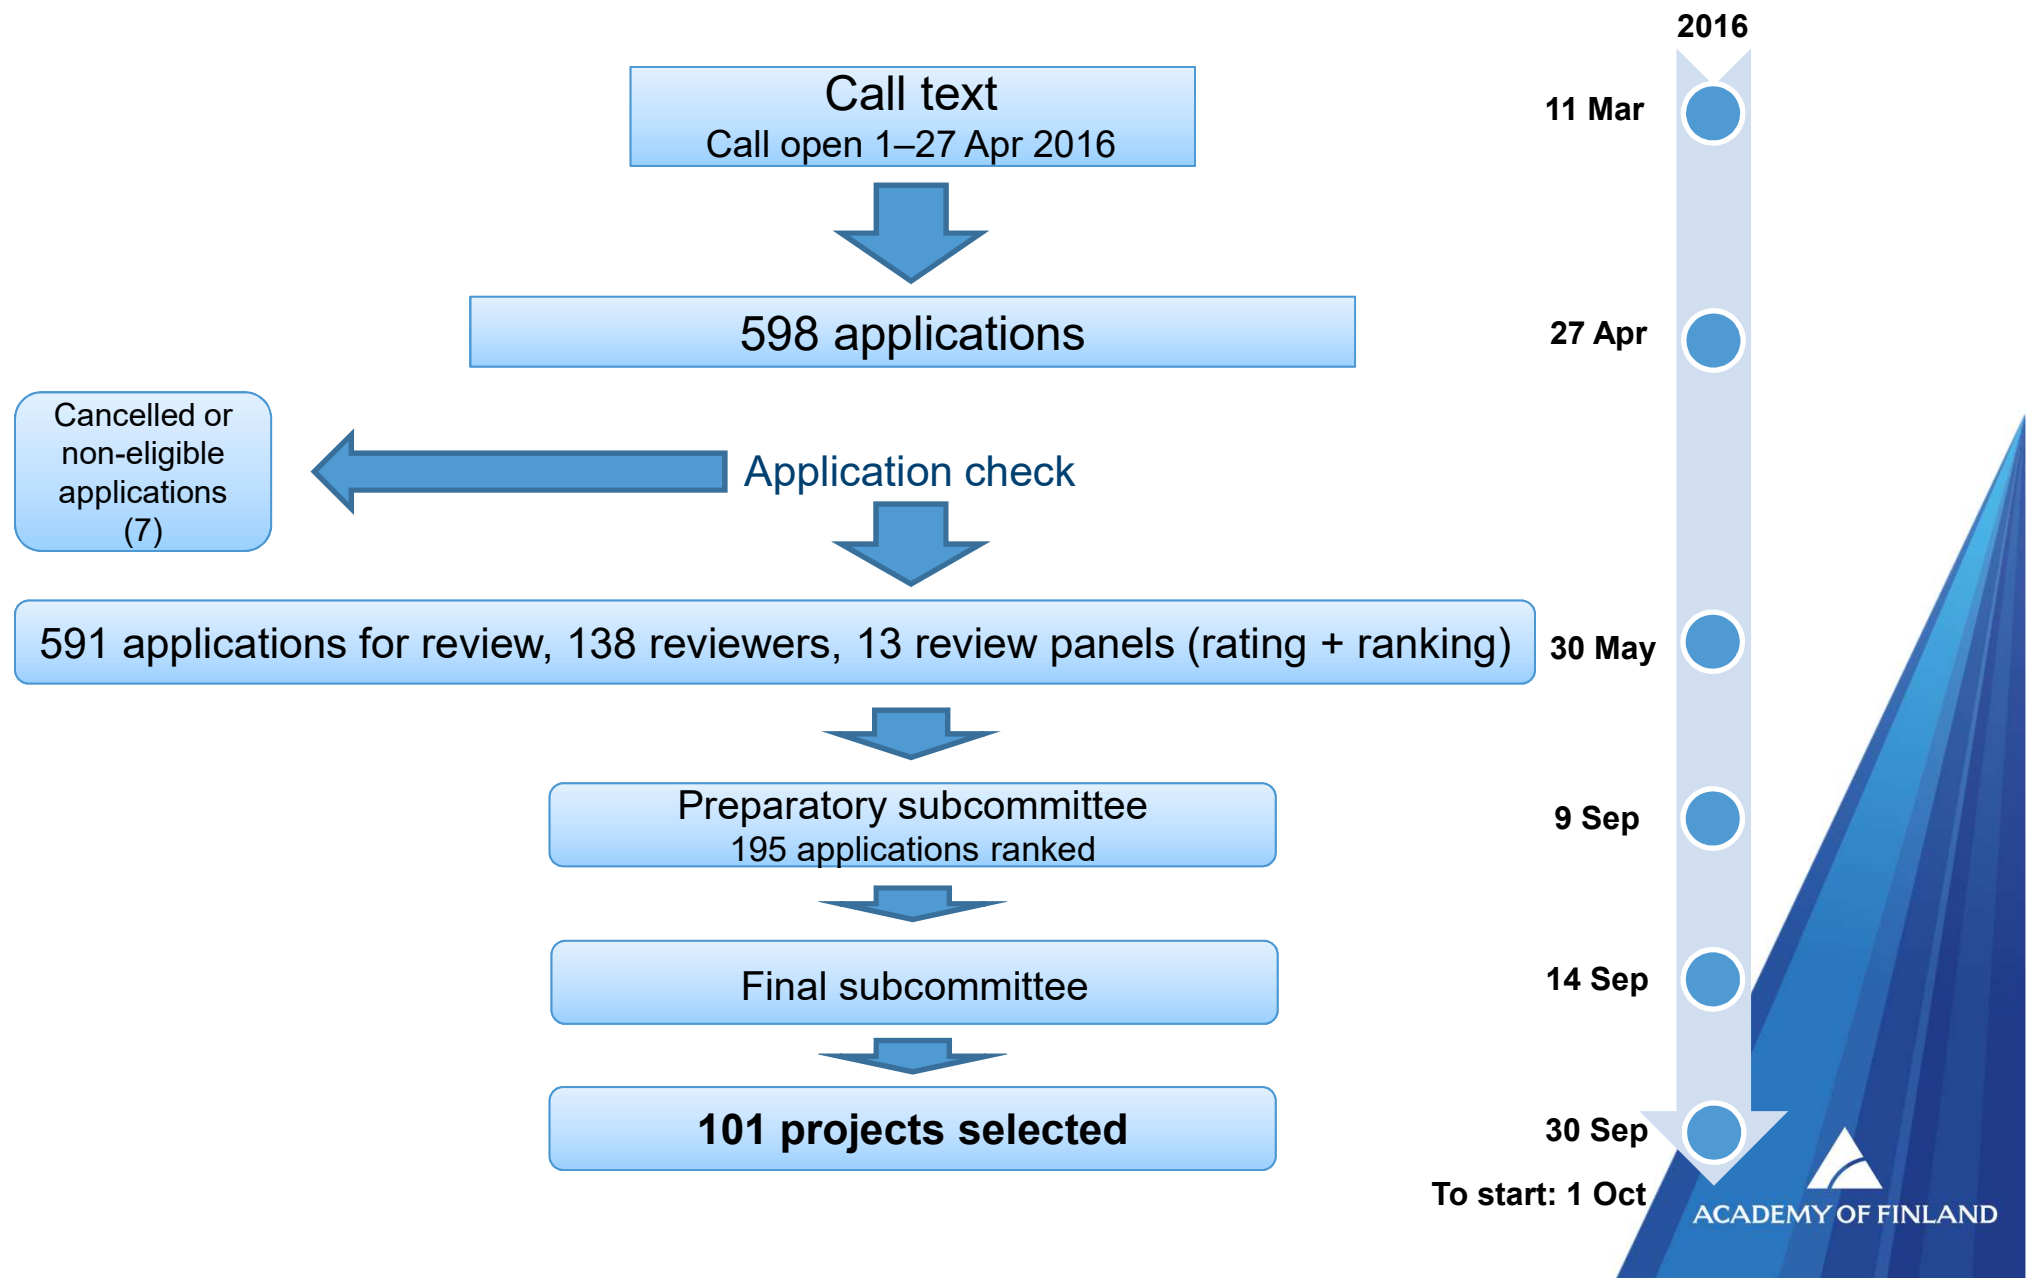 2016
Call text
Call open 1–27 Apr 2016
11 Mar
598 applications
27 Apr
Cancelled or
non-eligible
applications
(7)
Application check
591 applications for review, 138 reviewers, 13 review panels (rating + ranking)
30 May
Preparatory subcommittee
195 applications ranked
9 Sep
Final subcommittee
14 Sep
101 projects selected
30 Sep
To start: 1 Oct
ACADEMY OF FINLAND